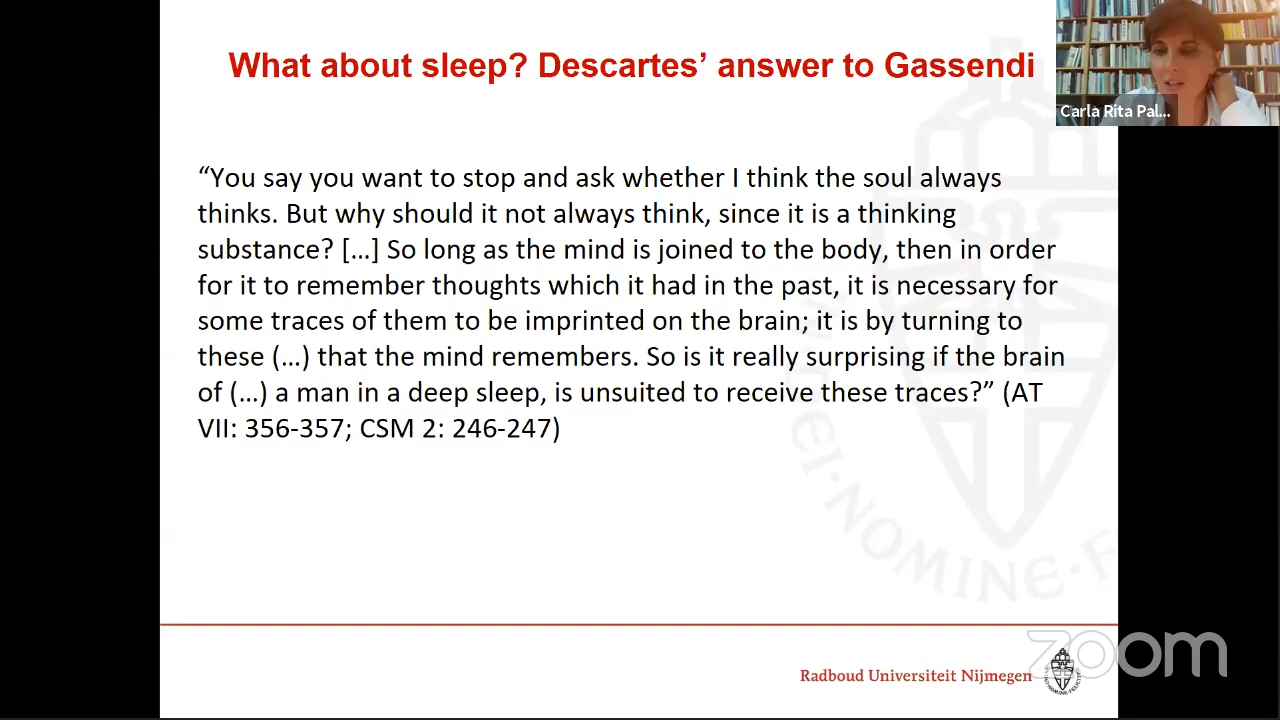 What about sleep? Descartes’ answer to Gassendi
Carla Rita Pal...
“You say you want to stop and ask whether I think the soul always
thinks. But why should it not always think, since it is a thinking
substance? […] So long as the mind is joined to the body, then in order
for it to remember thoughts which it had in the past, it is necessary for
some traces of them to be imprinted on the brain; it is by turning to
these (…) that the mind remembers. So is it really surprising if the brain
of (…) a man in a deep sleep, is unsuited to receive these traces?” (AT
VII: 356-357; CSM 2: 246-247)
EI·NOMINE·F
zoom
Radboud Universiteit Nijmegen